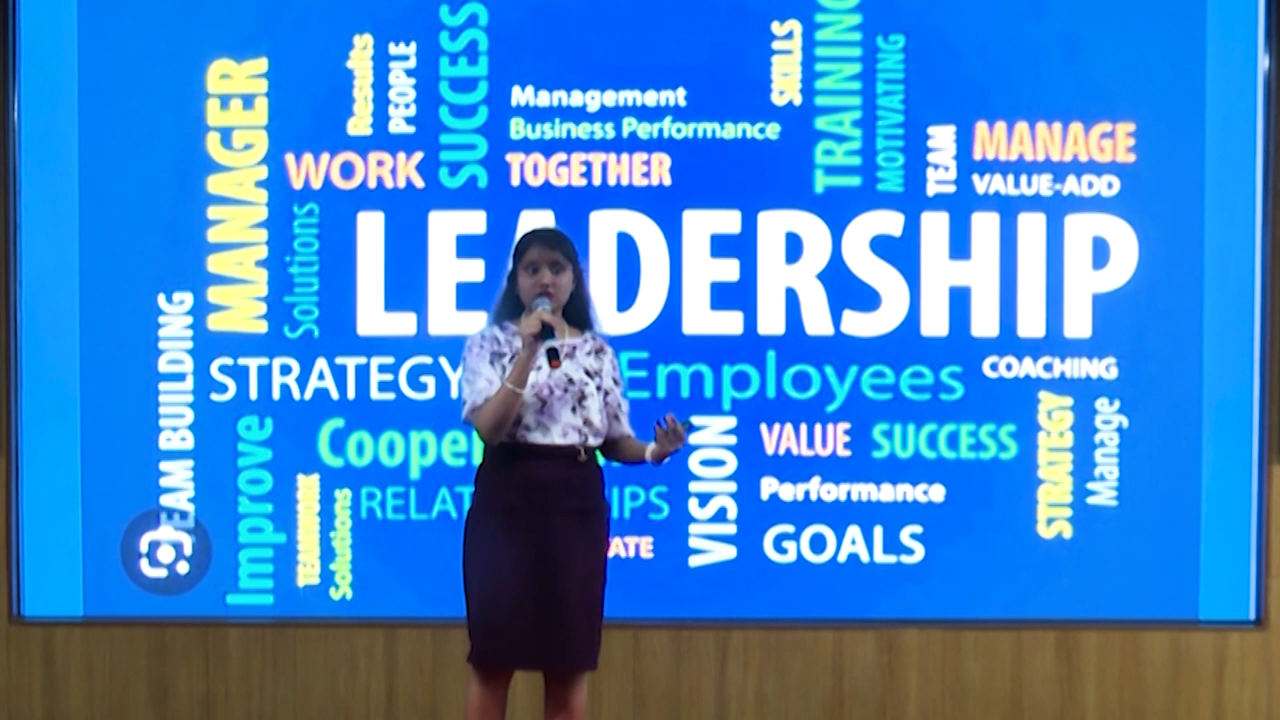 SUCCESS
TRAINING
SKILLS
Results
PEOPLE
MOTIVATING
MANAGER
Management
Business Performance
WORK
TOGETHER
TEAM
MANAGE
VALUE-ADD
Solutions
LEADERSHIP
TEAM BUILDING
STRATEGY
Employees
COACHING
Improve
VISION
VALUE
SUCCESS
STRATEGY
Manage
TEAMWORK
Solutions
Performance
GOALS